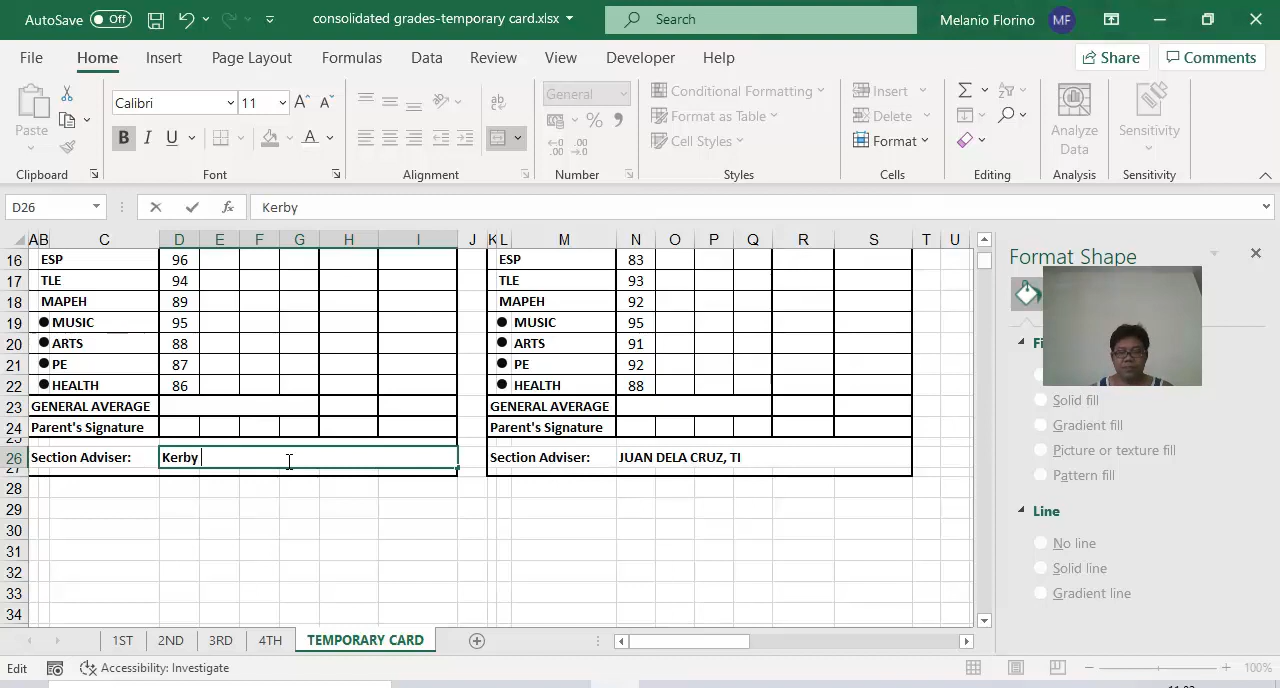 AutoSave Off consolidated grades-temporary card.xlsx Search Melanio Florino MF
File Home Insert Page Layout Formulas Data Review View Developer Help Share Comments
Paste Calibri 11 A A ab General Conditional Formatting Insert
B I U A % Format as Table Delete Analyze Data Sensitivity
Cell Styles Format
Clipboard Font Alignment Number Styles Cells Editing Analysis Sensitivity
D26 fx Kerby
A B C D E F G H I J K L M N O P Q R S T U
16 ESP 96 ESP 83
17 TLE 94 TLE 93
18 MAPEH 89 MAPEH 92
19 ● MUSIC 95 ● MUSIC 95
20 ● ARTS 88 ● ARTS 91
21 ● PE 87 ● PE 92
22 ● HEALTH 86 ● HEALTH 88
23 GENERAL AVERAGE GENERAL AVERAGE
24 Parent's Signature Parent's Signature
25
26 Section Adviser: Kerby Section Adviser: JUAN DELA CRUZ, TI
27
28
29
30
31
32
33
34
Format Shape
Solid fill
Gradient fill
Picture or texture fill
Pattern fill
Line
No line
Solid line
Gradient line
1ST 2ND 3RD 4TH TEMPORARY CARD
Edit Accessibility: Investigate 100%